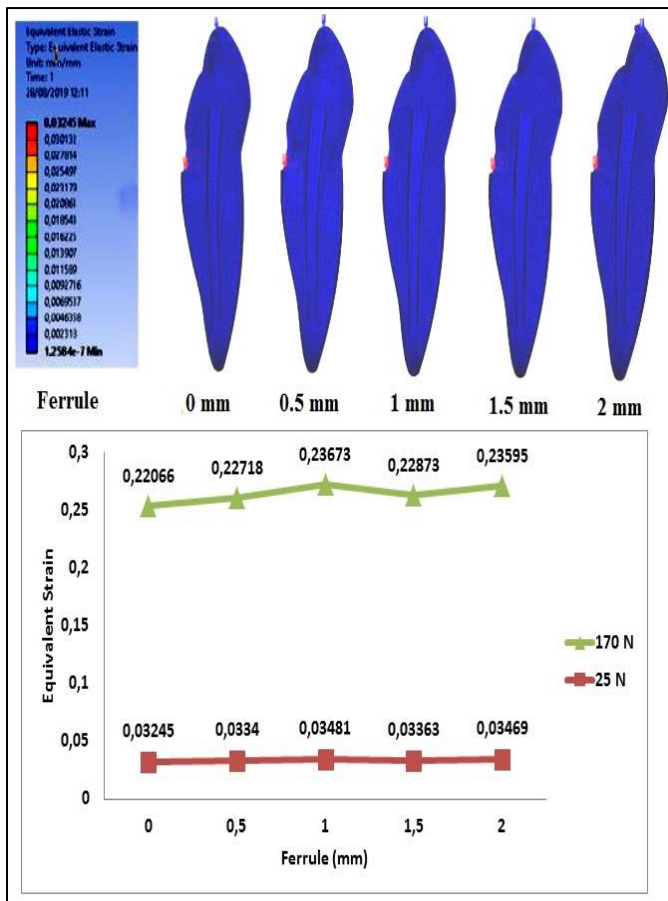 Equivalent Elastic Strain
Type: Equivalent Elastic Strain
Unit: mm/mm
Time: 1
28/08/2019 12:11
0.03245 Max
0,030132
0,027814
0,025497
0,023179
0,020861
0,018543
0,016225
0,013907
0,011589
0,0092716
0,0069537
0,0046358
0,002313
1.2584e-7 Min
Ferrule 0 mm 0.5 mm 1 mm 1.5 mm 2 mm
0,3
0,22066 0,22718 0,23673 0,22873 0,23595
0,25
0,2
0,15
0,1
0,05
0
Equivalent Strain
170 N
25 N
0,03245 0,0334 0,03481 0,03363 0,03469
0 0,5 1 1,5 2
Ferrule (mm)